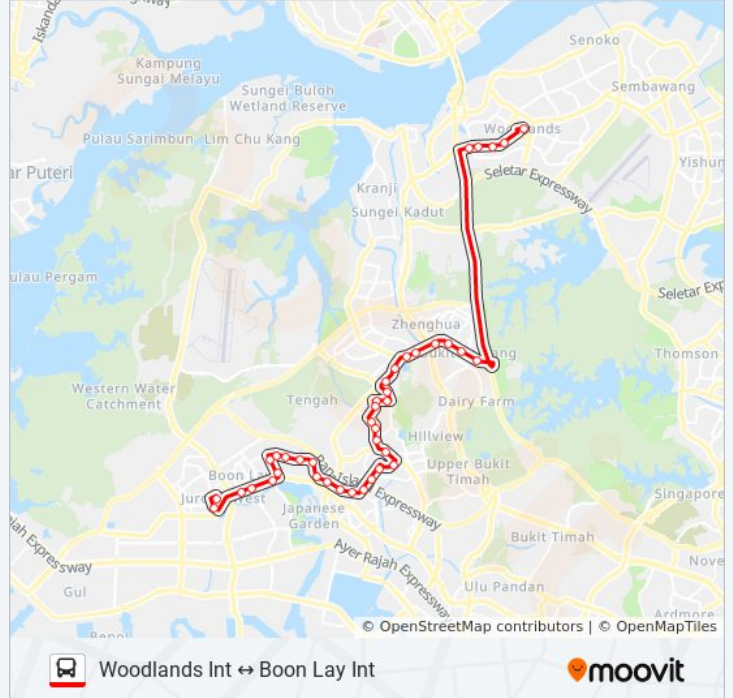 Iskanda
Senoko
Kampung
Sungai Melayu
Sembawang
Sungei Buloh
Wetland Reserve
Woodlands
Pulau Sarimbun
Lim Chu Kang
Yishun
ar Puteri
Seletar Expressway
Kranji
Sungei Kadut
ulau Pergam
Seletar Exp
Zhenghua
Thomson
Western Water
Catchment
Tengah
Dairy Farm
Hillview
Boon La
Pan-Island Expressway
Upper Bukit
Timah
Singapore
Japanese
Garden
Bukit Timah
Ayer Rajah Expressway
Nove
Gul
Ulu Pandan
Ardmore
Benoi
© OpenStreetMap contributors | © OpenMapTiles
Woodlands Int ↔ Boon Lay Int
moovit